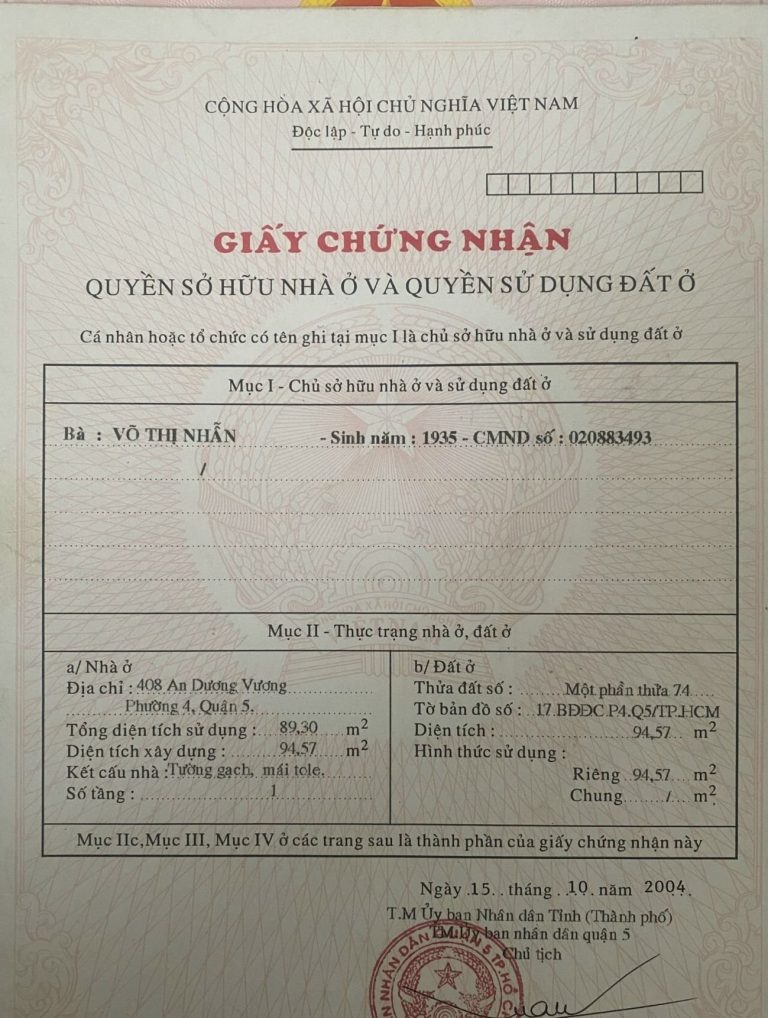 CỘNG HÒA XÃ HỘI CHỦ NGHĨA VIỆT NAM
Độc lập - Tự do - Hạnh phúc
GIẤY CHỨNG NHẬN
QUYỀN SỞ HỮU NHÀ Ở VÀ QUYỀN SỬ DỤNG ĐẤT Ở
Cá nhân hoặc tổ chức có tên ghi tại mục I là chủ sở hữu nhà ở và sử dụng đất ở
Mục I - Chủ sở hữu nhà ở và sử dụng đất ở
Bà : VÕ THỊ NHẪN - Sinh năm : 1935 - CMND số : 020883493
/
Mục II - Thực trạng nhà ở, đất ở
a/ Nhà ở
Địa chỉ : 408 An Dương Vương
Phường 4, Quận 5.
Tổng diện tích sử dụng : 89,30 m2
Diện tích xây dựng : 94,57 m2
Kết cấu nhà : Tường gạch, mái tole.
Số tầng : 1
b/ Đất ở
Thửa đất số : Một phần thửa 74
Tờ bản đồ số : 17.BĐĐC.P4.Q5/TP.HCM
Diện tích : 94,57 m2
Hình thức sử dụng :
Riêng 94,57 m2
Chung / m2
Mục IIc,Mục III, Mục IV ở các trang sau là thành phần của giấy chứng nhận này
Ngày 15 tháng 10 năm 2004
T.M Ủy ban Nhân dân Tỉnh (Thành phố)
TM.Ủy ban nhân dân quận 5
Chủ tịch